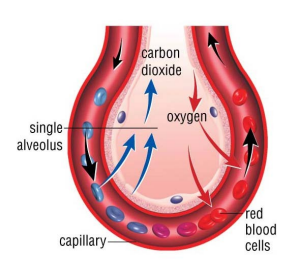 carbon
dioxide
oxygen
single
alveolus
red
blood
cells
capillary